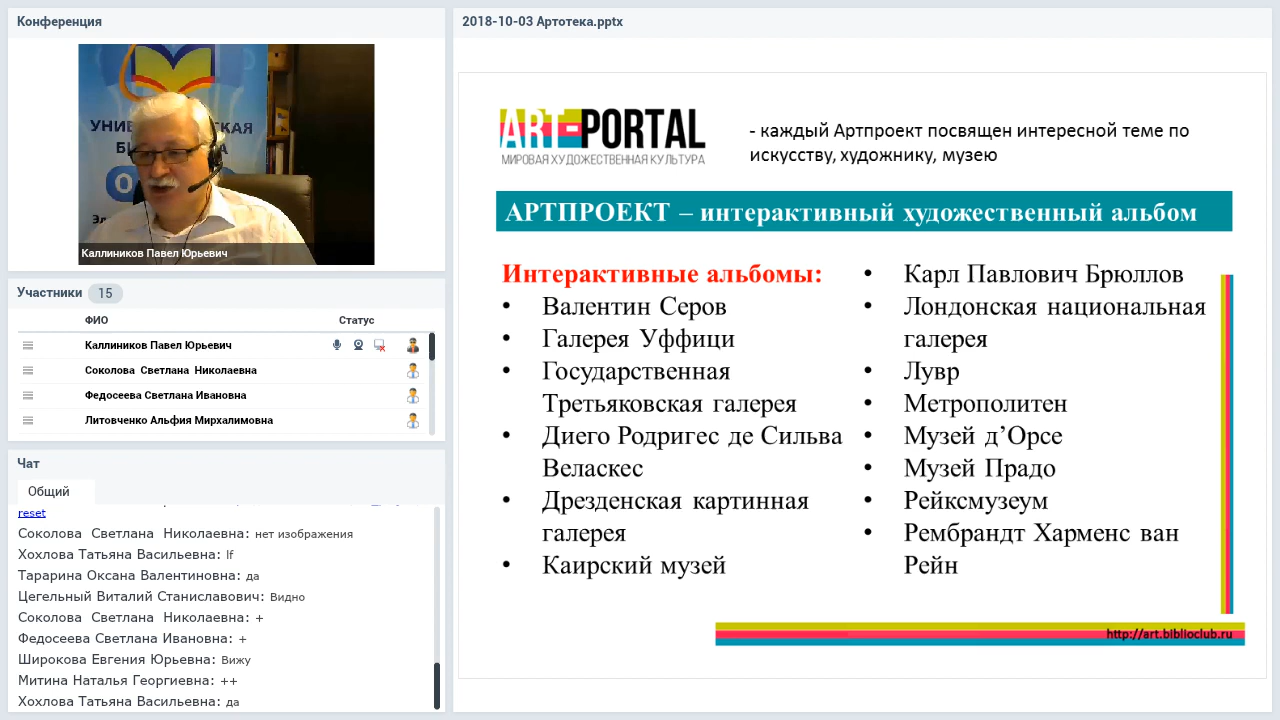 Конференция
Каллиников Павел Юрьевич
Участники 15
ФИО Статус
Каллиников Павел Юрьевич
Соколова Светлана Николаевна
Федосеева Светлана Ивановна
Литовченко Альфия Мирхалимовна
Чат
Общий
reset
Соколова Светлана Николаевна: нет изображения
Хохлова Татьяна Васильевна: lf
Тарарина Оксана Валентиновна: да
Цегельный Виталий Станиславович: Видно
Соколова Светлана Николаевна: +
Федосеева Светлана Ивановна: +
Широкова Евгения Юрьевна: Вижу
Митина Наталья Георгиевна: ++
Хохлова Татьяна Васильевна: да
2018-10-03 Артотека.pptx
ART-PORTAL
МИРОВАЯ ХУДОЖЕСТВЕННАЯ КУЛЬТУРА
- каждый Артпроект посвящен интересной теме по
искусству, художнику, музею
АРТПРОЕКТ – интерактивный художественный альбом
Интерактивные альбомы:
• Валентин Серов
• Галерея Уффици
• Государственная
Третьяковская галерея
• Диего Родригес де Сильва
Веласкес
• Дрезденская картинная
галерея
• Каирский музей
• Карл Павлович Брюллов
• Лондонская национальная
галерея
• Лувр
• Метрополитен
• Музей д’Орсе
• Музей Прадо
• Рейксмузеум
• Рембрандт Харменс ван
Рейн
http://art.biblioclub.ru